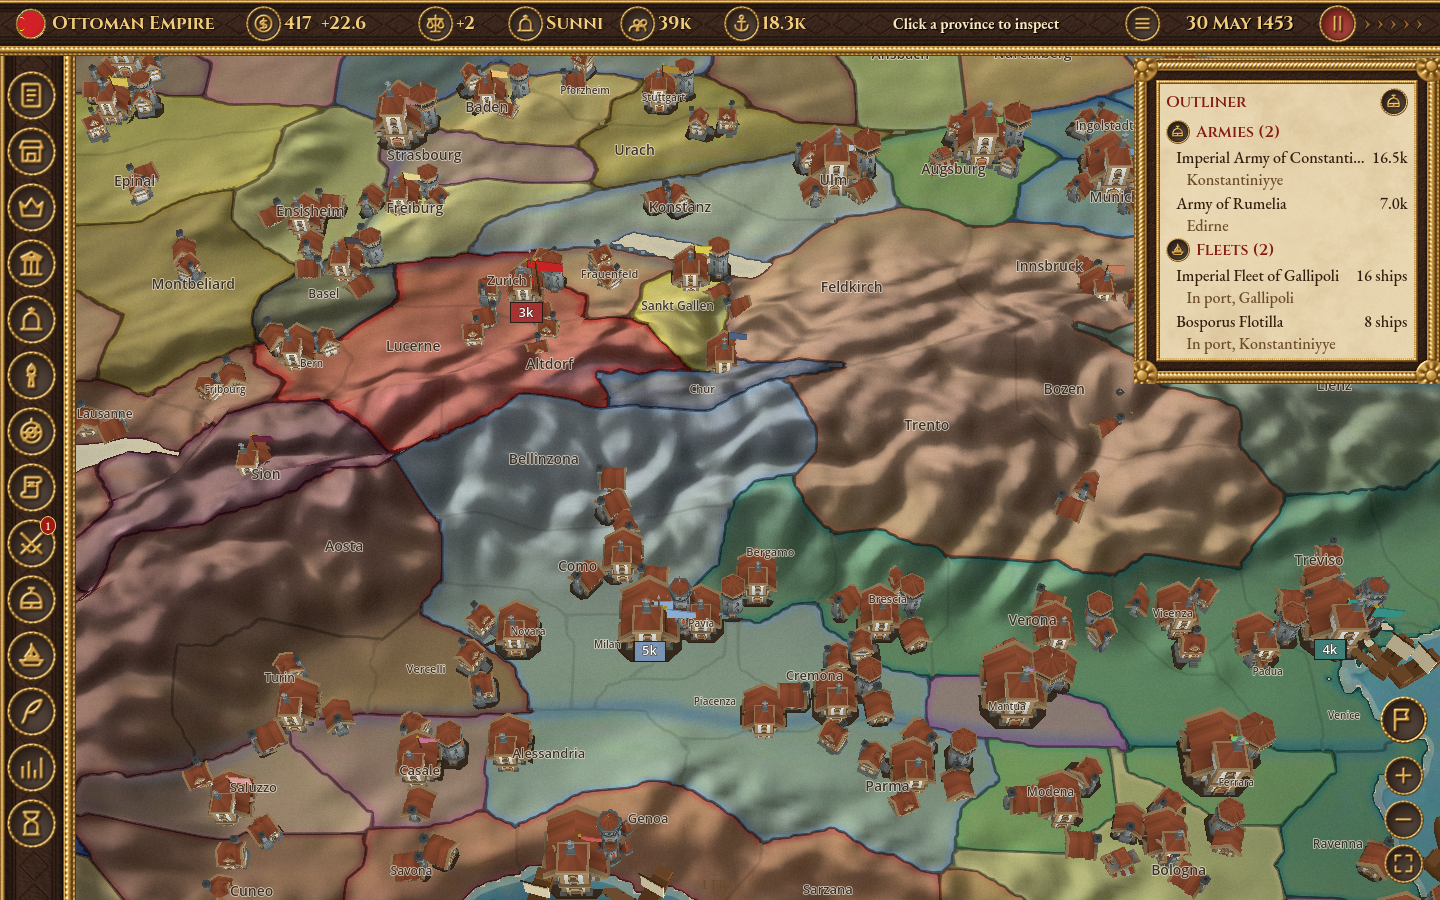 OTTOMAN EMPIRE 417 +22.6 +2 SUNNI 39K 18.3K Click a province to inspect 30 MAY 1453
OUTLINER
ARMIES (2)
Imperial Army of Constanti... 16.5k
Konstantiniyye
Army of Rumelia 7.0k
Edirne
FLEETS (2)
Imperial Fleet of Gallipoli 16 ships
In port, Gallipoli
Bosporus Flotilla 8 ships
In port, Konstantiniyye
1
Pforzheim
Stuttgart
Baden
Ingolstadt
Strasbourg
Urach
Augsburg
Epinal
Ulm
Munich
Ensisheim
Freiburg
Konstanz
Innsbruck
Frauenfeld
Zurich
Montbeliard
Basel
Feldkirch
Sankt Gallen
3k
Lucerne
Bern
Altdorf
Fribourg
Chur
Bozen
Lienz
Lausanne
Trento
Bellinzona
Sion
Aosta
Como
Bergamo
Treviso
Brescia
Vicenza
Verona
Novara
Milan
Pavia
5k
4k
Vercelli
Turin
Cremona
Padua
Piacenza
Mantua
Venice
Alessandria
Casale
Saluzzo
Parma
Modena
Ferrara
Genoa
Ravenna
Savona
Bologna
Cuneo
Sarzana